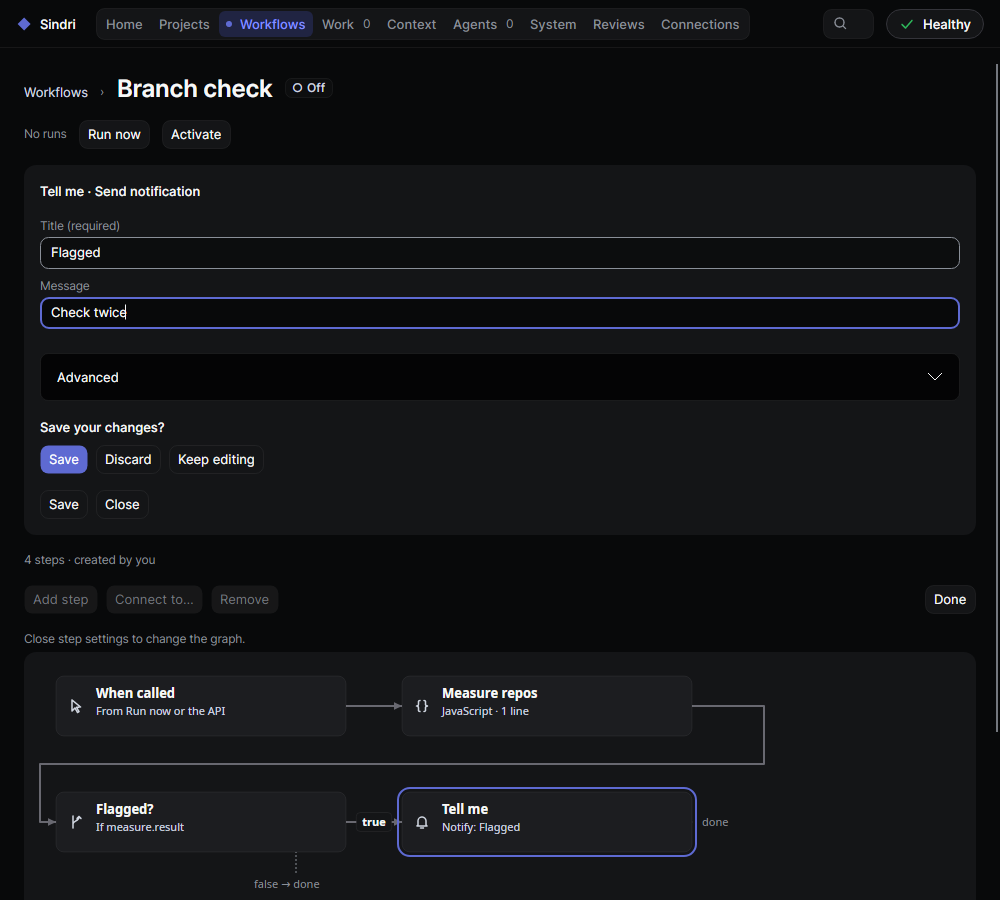 Sindri Home Projects Workflows Work 0 Context Agents 0 System Reviews Connections Healthy
Workflows › Branch check Off
No runs Run now Activate
Tell me · Send notification
Title (required)
Flagged
Message
Check twice
Advanced
Save your changes?
Save Discard Keep editing
Save Close
4 steps · created by you
Add step Connect to... Remove Done
Close step settings to change the graph.
When called
From Run now or the API
{} Measure repos
JavaScript · 1 line
Flagged?
If measure.result
true
Tell me
Notify: Flagged
done
false → done